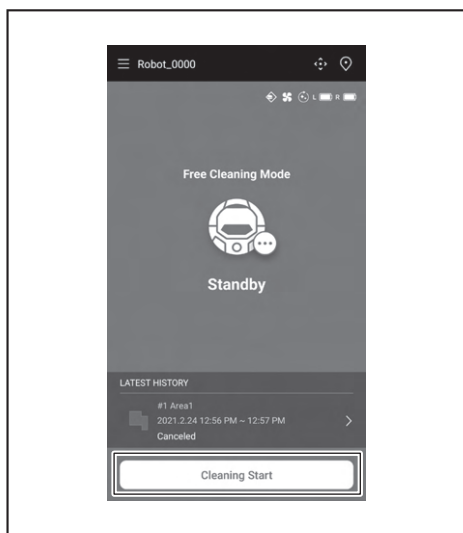 Robot_0000
L R
Free Cleaning Mode
Standby
LATEST HISTORY
#1 Area1
2021.2.24 12:56 PM ~ 12:57 PM
Canceled
Cleaning Start